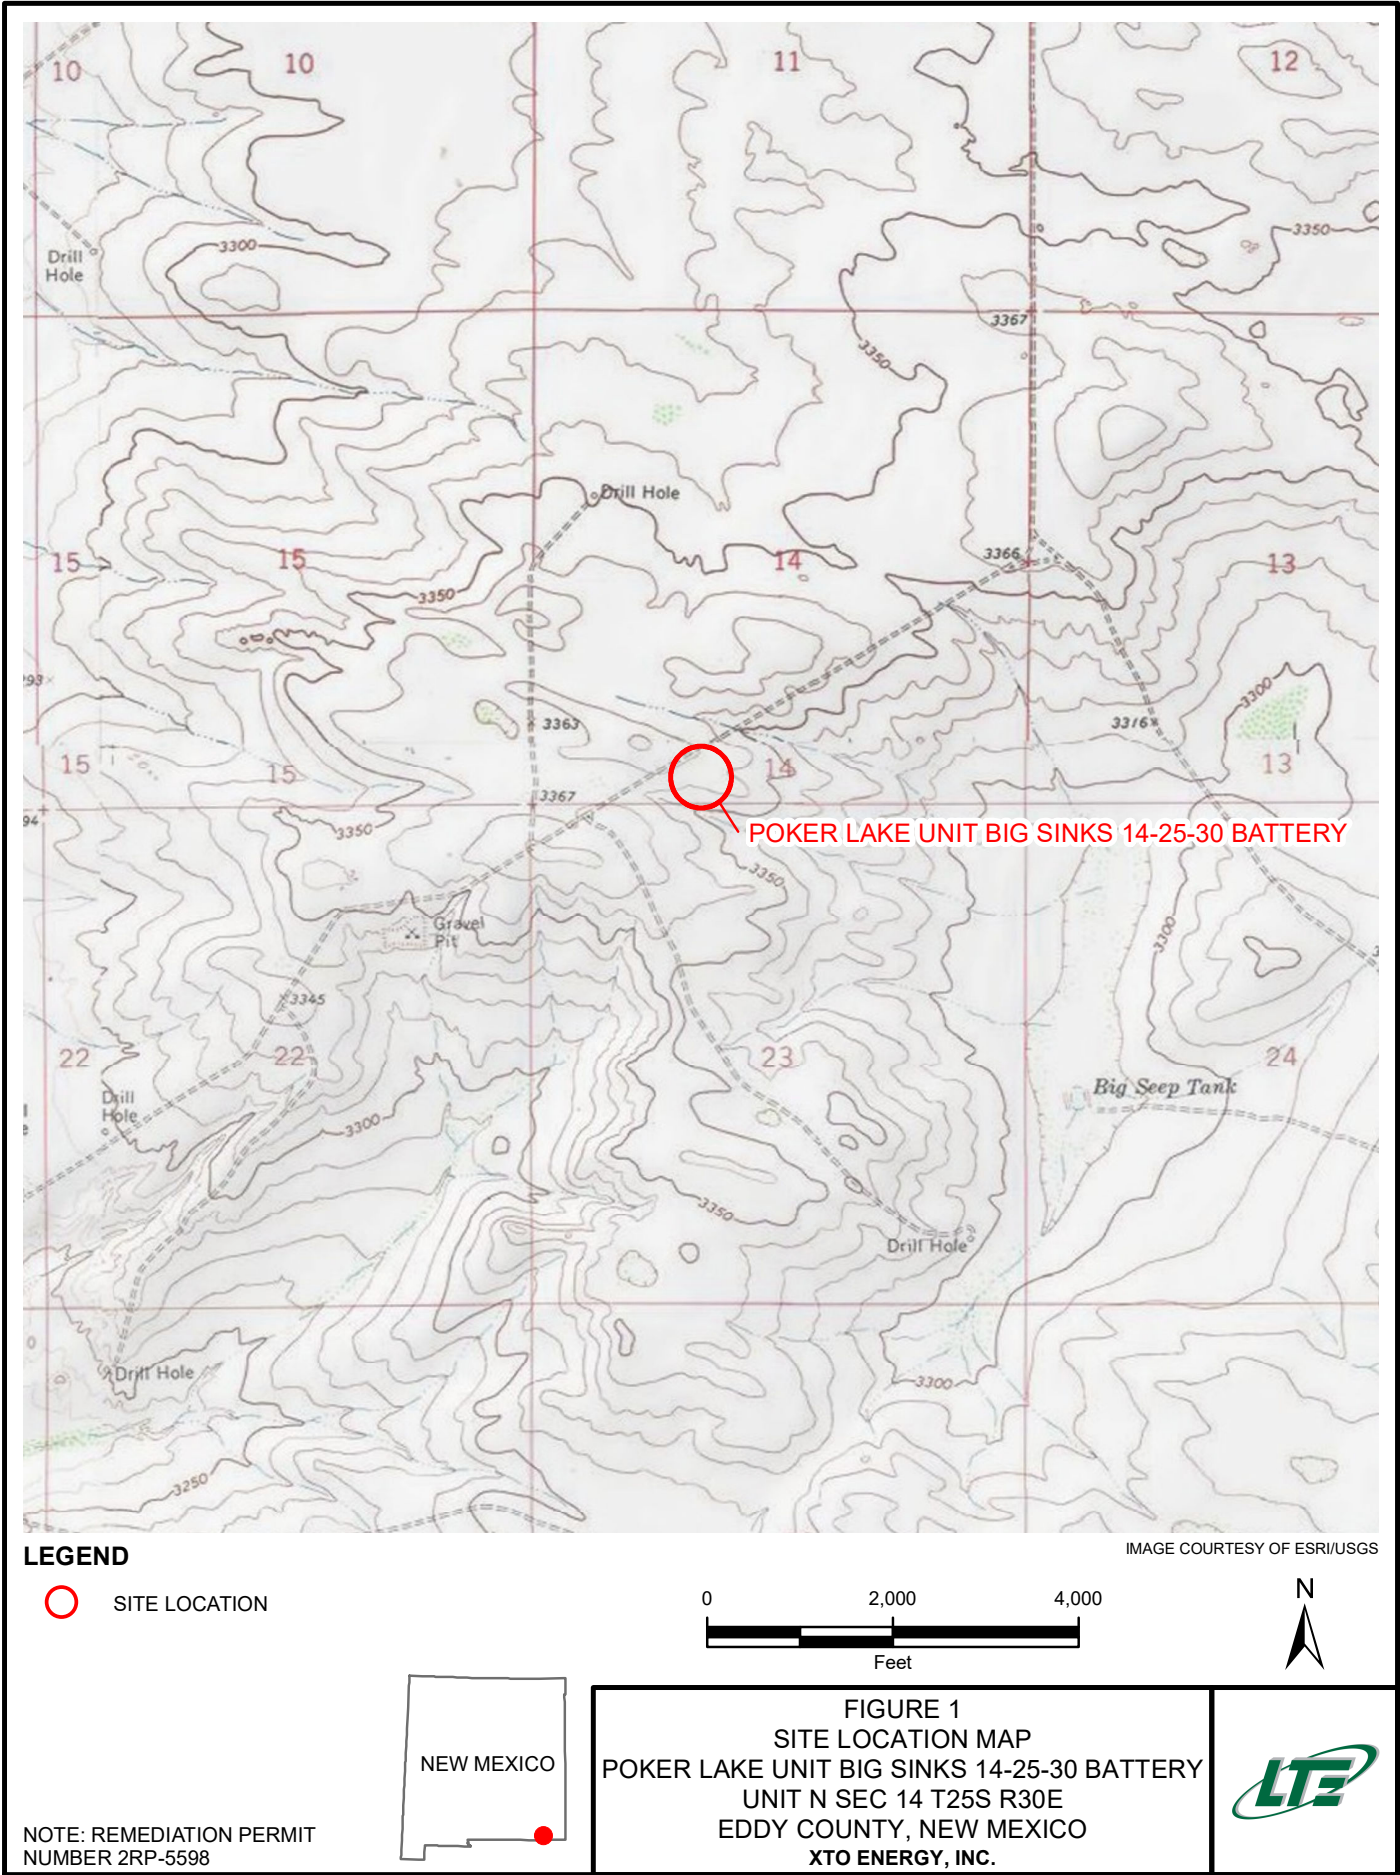 10
10
11
12
3300
3350
Drill
Hole
3367
3350
Drill Hole
15
15
14
3366
13
3350
3300
3363
3316
15
15
14
13
3367
3350
POKER LAKE UNIT BIG SINKS 14-25-30 BATTERY
3350
Gravel
Pit
3300
3345
22
22
23
24
Drill
Hole
Big Seep Tank
3300
3350
Drill Hole
Drill Hole
3300
3250
LEGEND
IMAGE COURTESY OF ESRI/USGS
SITE LOCATION
0 2,000 4,000
Feet
N
NEW MEXICO
NOTE: REMEDIATION PERMIT
NUMBER 2RP-5598
FIGURE 1
SITE LOCATION MAP
POKER LAKE UNIT BIG SINKS 14-25-30 BATTERY
UNIT N SEC 14 T25S R30E
EDDY COUNTY, NEW MEXICO
XTO ENERGY, INC.
LTE